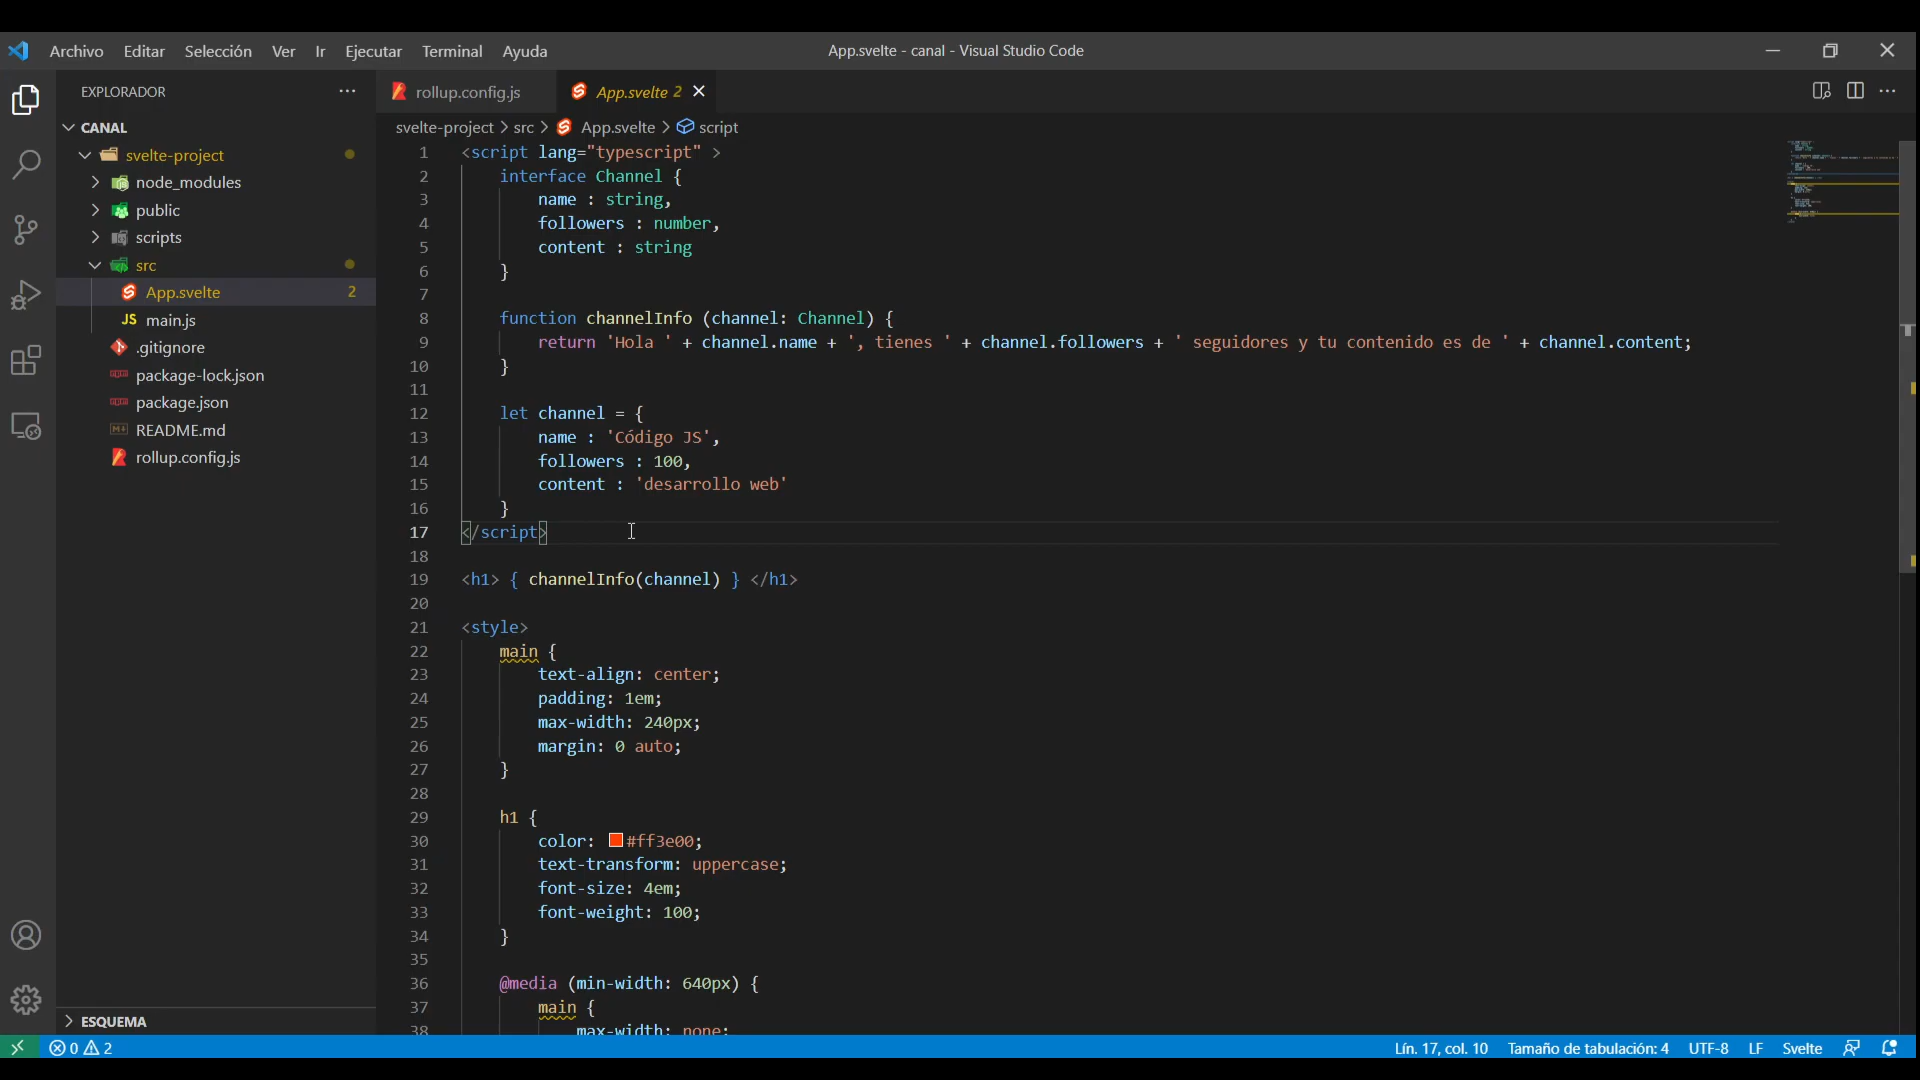 Archivo Editar Selección Ver Ir Ejecutar Terminal Ayuda
App.svelte - canal - Visual Studio Code
EXPLORADOR
CANAL
svelte-project
node_modules
public
scripts
src
App.svelte 2
JS main.js
.gitignore
package-lock.json
package.json
README.md
rollup.config.js
ESQUEMA
rollup.config.js
App.svelte 2
svelte-project > src > App.svelte > script
1 <script lang="typescript" >
2 interface Channel {
3 name : string,
4 followers : number,
5 content : string
6 }
7
8 function channelInfo (channel: Channel) {
9 return 'Hola ' + channel.name + ', tienes ' + channel.followers + ' seguidores y tu contenido es de ' + channel.content;
10 }
11
12 let channel = {
13 name : 'Código JS',
14 followers : 100,
15 content : 'desarrollo web'
16 }
17 </script>
18
19 <h1> { channelInfo(channel) } </h1>
20
21 <style>
22 main {
23 text-align: center;
24 padding: 1em;
25 max-width: 240px;
26 margin: 0 auto;
27 }
28
29 h1 {
30 color: #ff3e00;
31 text-transform: uppercase;
32 font-size: 4em;
33 font-weight: 100;
34 }
35
36 @media (min-width: 640px) {
37 main {
38 max-width: none;
0 2
Lín. 17, col. 10 Tamaño de tabulación: 4 UTF-8 LF Svelte